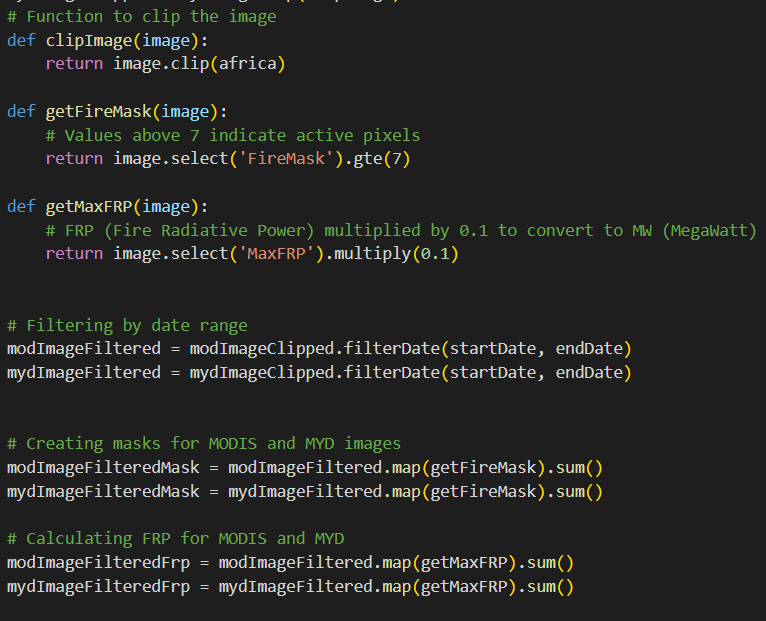 # Function to clip the image
def clipImage(image):
    return image.clip(africa)
def getFireMask(image):
    # Values above 7 indicate active pixels
    return image.select('FireMask').gte(7)
def getMaxFRP(image):
    # FRP (Fire Radiative Power) multiplied by 0.1 to convert to MW (MegaWatt)
    return image.select('MaxFRP').multiply(0.1)
# Filtering by date range
modImageFiltered = modImageClipped.filterDate(startDate, endDate)
mydImageFiltered = mydImageClipped.filterDate(startDate, endDate)
# Creating masks for MODIS and MYD images
modImageFilteredMask = modImageFiltered.map(getFireMask).sum()
mydImageFilteredMask = mydImageFiltered.map(getFireMask).sum()
# Calculating FRP for MODIS and MYD
modImageFilteredFrp = modImageFiltered.map(getMaxFRP).sum()
mydImageFilteredFrp = mydImageFiltered.map(getMaxFRP).sum()